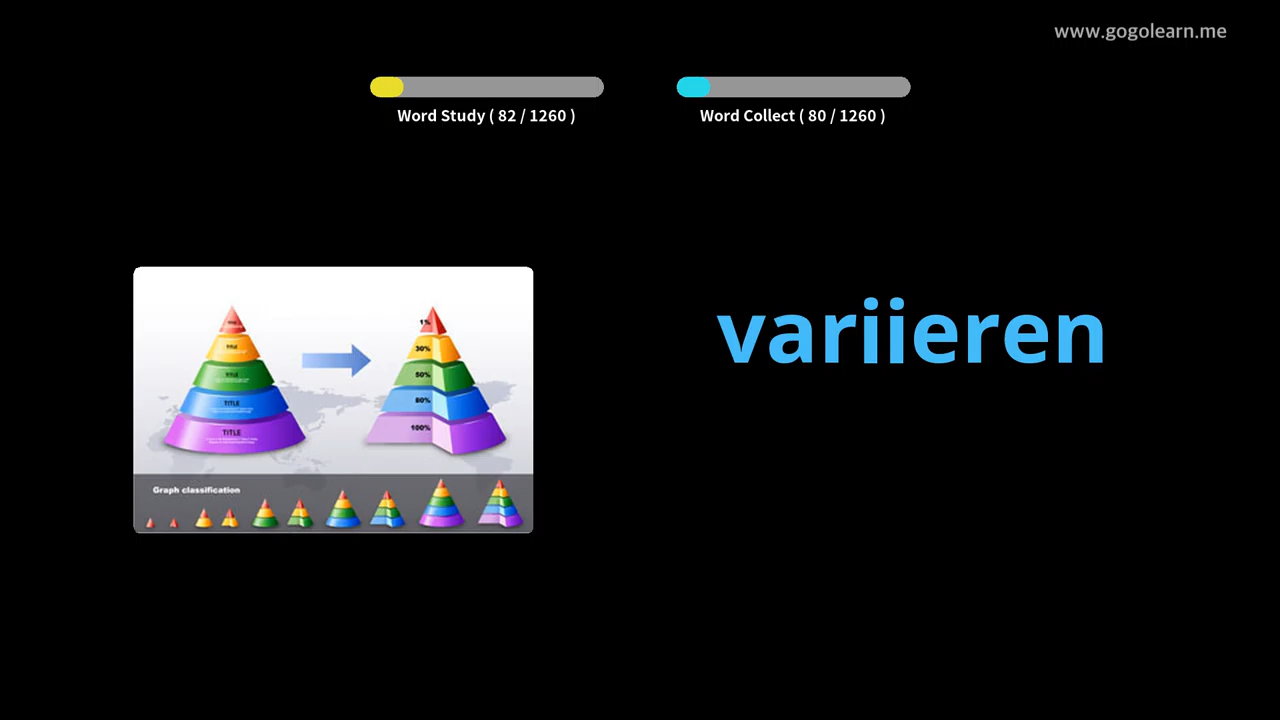 www.gogolearn.me
Word Study ( 82 / 1260 )
Word Collect ( 80 / 1260 )
variieren
1%
TITLE
30%
TITLE
50%
TITLE
80%
TITLE
100%
Graph classification